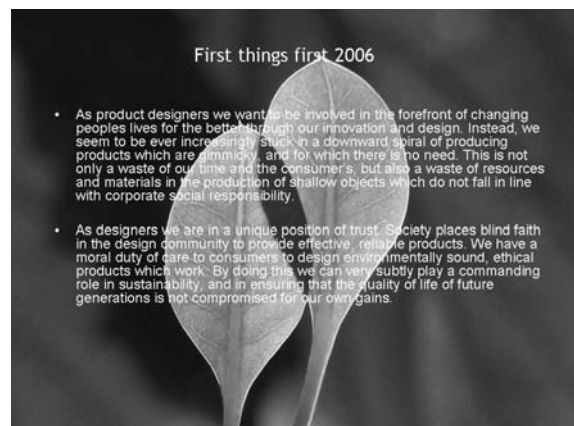 First things first 2006
• As product designers we want to be involved in the forefront of changing
peoples lives for the better through our innovation and design. Instead, we
seem to be ever increasingly stuck in a downward spiral of producing
products which are gimmicky, and for which there is no need. This is not
only a waste of our time and the consumer's, but also a waste of resources
and materials in the production of shallow objects which do not fall in line
with corporate social responsibility.
• As designers we are in a unique position of trust. Society places blind faith
in the design community to provide effective, reliable products. We have a
moral duty of care to consumers to design environmentally sound, ethical
products which work. By doing this we can very subtly play a commanding
role in sustainability, and in ensuring that the quality of life of future
generations is not compromised for our own gains.